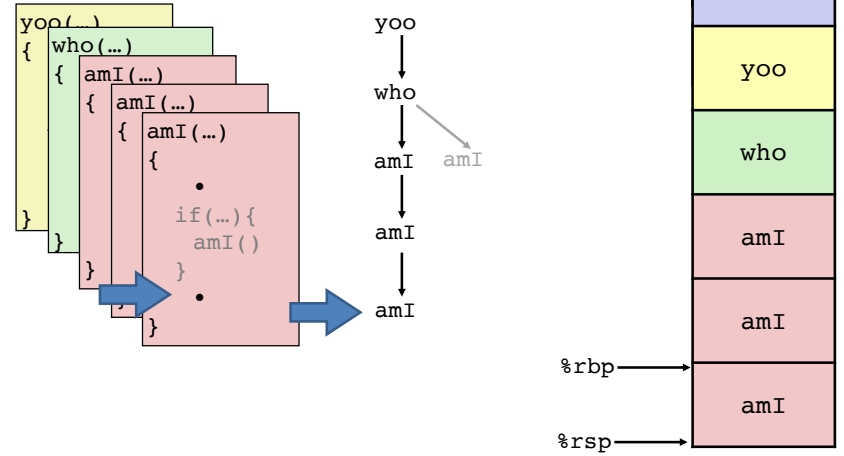 yoo(…)
{
}
who(…)
{
}
amI(…)
{
}
amI(…)
{
amI(…)
{
•
if(…){
amI()
}
•
}
yoo
who
amI
amI
amI
amI
yoo
who
amI
amI
amI
%rbp
%rsp